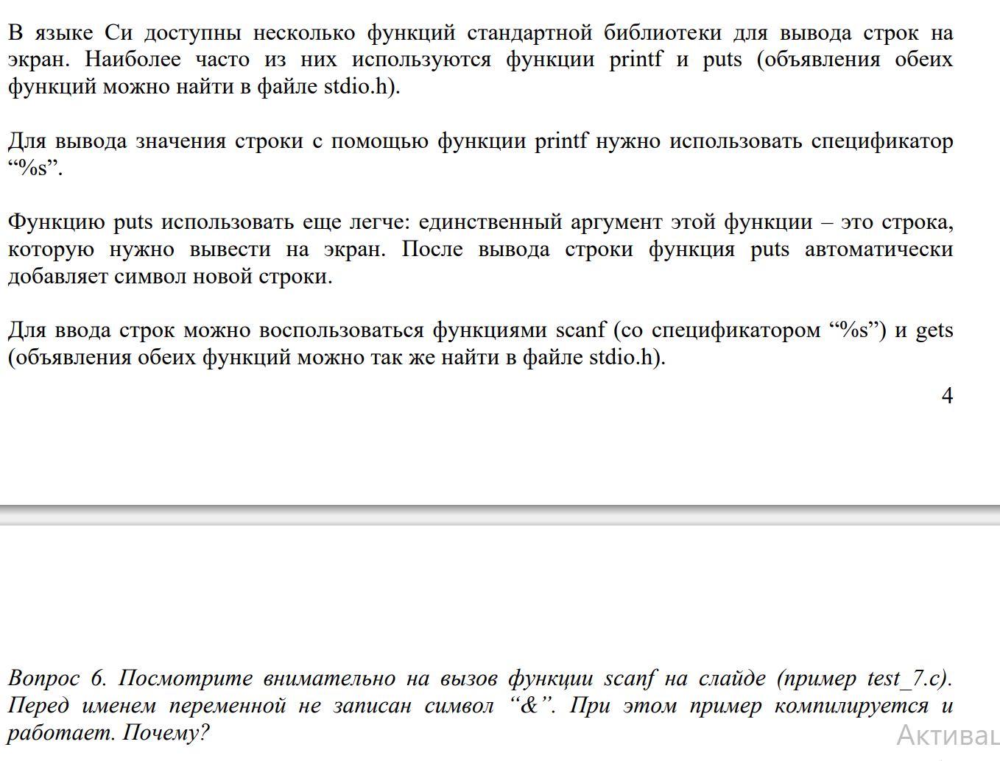 В языке Си доступны несколько функций стандартной библиотеки для вывода строк на
экран. Наиболее часто из них используются функции printf и puts (объявления обеих
функций можно найти в файле stdio.h).
Для вывода значения строки с помощью функции printf нужно использовать спецификатор
“%s”.
Функцию puts использовать еще легче: единственный аргумент этой функции – это строка,
которую нужно вывести на экран. После вывода строки функция puts автоматически
добавляет символ новой строки.
Для ввода строк можно воспользоваться функциями scanf (со спецификатором “%s”) и gets
(объявления обеих функций можно так же найти в файле stdio.h).
4
Вопрос 6. Посмотрите внимательно на вызов функции scanf на слайде (пример test_7.c).
Перед именем переменной не записан символ “&”. При этом пример компилируется и
работает. Почему?